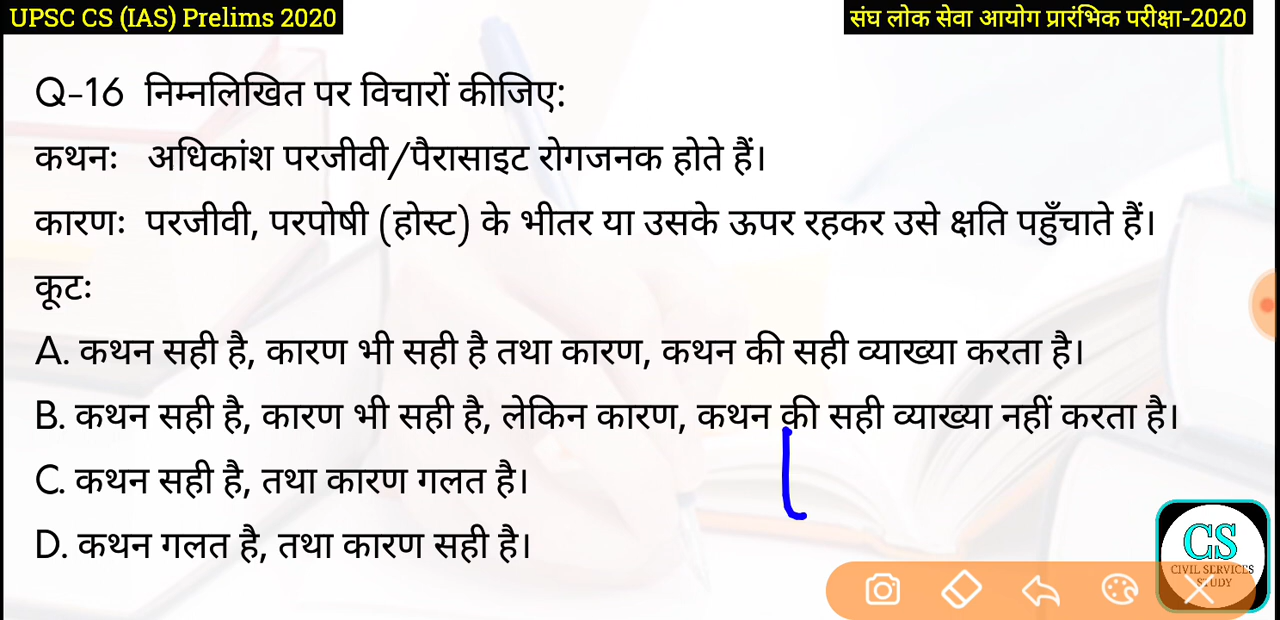 UPSC CS (IAS) Prelims 2020
संघ लोक सेवा आयोग प्रारंभिक परीक्षा-2020
Q-16 निम्नलिखित पर विचारों कीजिए:
कथन: अधिकांश परजीवी/पैरासाइट रोगजनक होते हैं।
कारण: परजीवी, परपोषी (होस्ट) के भीतर या उसके ऊपर रहकर उसे क्षति पहुँचाते हैं।
कूट:
A. कथन सही है, कारण भी सही है तथा कारण, कथन की सही व्याख्या करता है।
B. कथन सही है, कारण भी सही है, लेकिन कारण, कथन की सही व्याख्या नहीं करता है।
C. कथन सही है, तथा कारण गलत है।
D. कथन गलत है, तथा कारण सही है।
CS
CIVIL SERVICES
STUDY